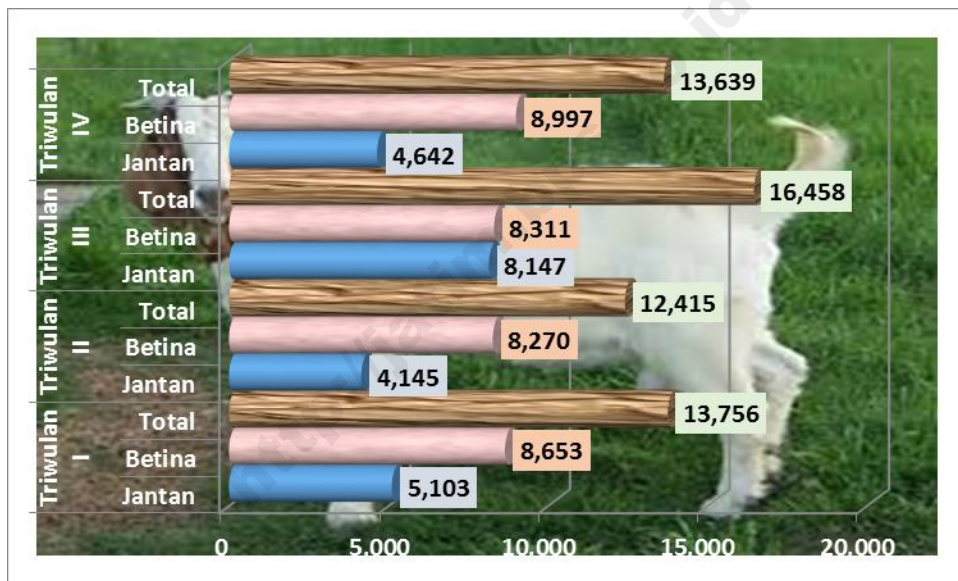 Triwulan IV
Total 13,639
Betina 8,997
Jantan 4,642
Triwulan III
Total 16,458
Betina 8,311
Jantan 8,147
Triwulan II
Total 12,415
Betina 8,270
Jantan 4,145
Triwulan I
Total 13,756
Betina 8,653
Jantan 5,103
0 5,000 10,000 15,000 20,000